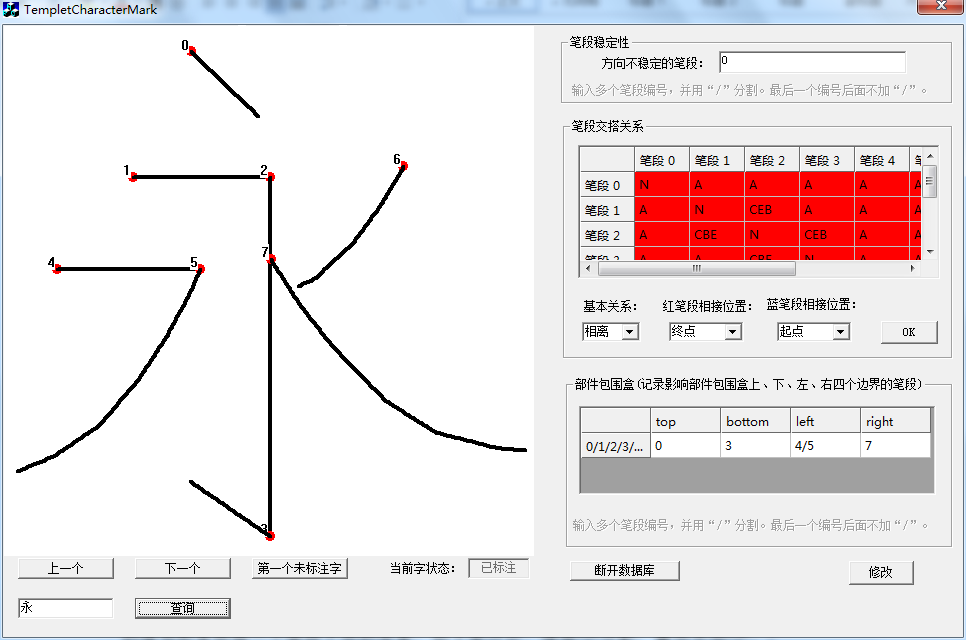 TempletCharacterMark
0
1
2
6
7
4
5
3
上一个
下一个
第一个未标注字
当前字状态：
已标注
永
查询
笔段稳定性
方向不稳定的笔段：
0
输入多个笔段编号，并用“/”分割。最后一个编号后面不加“/”。
笔段交搭关系
笔段 0 笔段 1 笔段 2 笔段 3 笔段 4
笔段 0 N A A A A A
笔段 1 A N CEB A A A
笔段 2 A CBE N CEB A A
基本关系： 红笔段相接位置： 蓝笔段相接位置：
相离 终点 起点 OK
部件包围盒(记录影响部件包围盒上、下、左、右四个边界的笔段)
top bottom left right
0/1/2/3/... 0 3 4/5 7
输入多个笔段编号，并用“/”分割。最后一个编号后面不加“/”。
断开数据库
修改